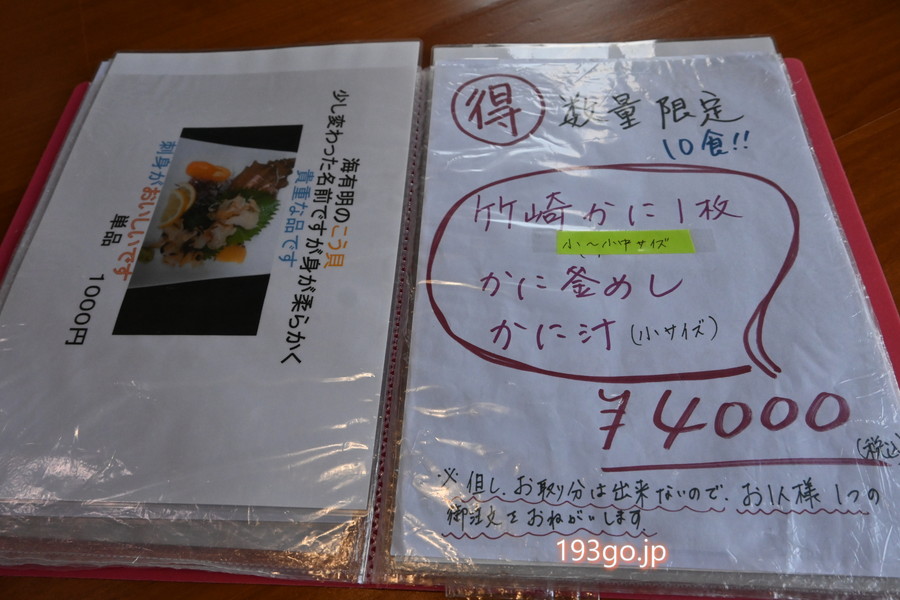 海有明のこう貝
少し変わった名前ですが身が柔らかく
貴重な品です
刺身がおいしいです
単品
1000円
得 数量限定
10食!!
竹崎かに1枚
小〜小中サイズ
かに釜めし
かに汁(小サイズ)
¥4000
(税込)
※但し、お取り分は出来ないので、お1人様1つの
御注文をおねがいします。
193go.jp